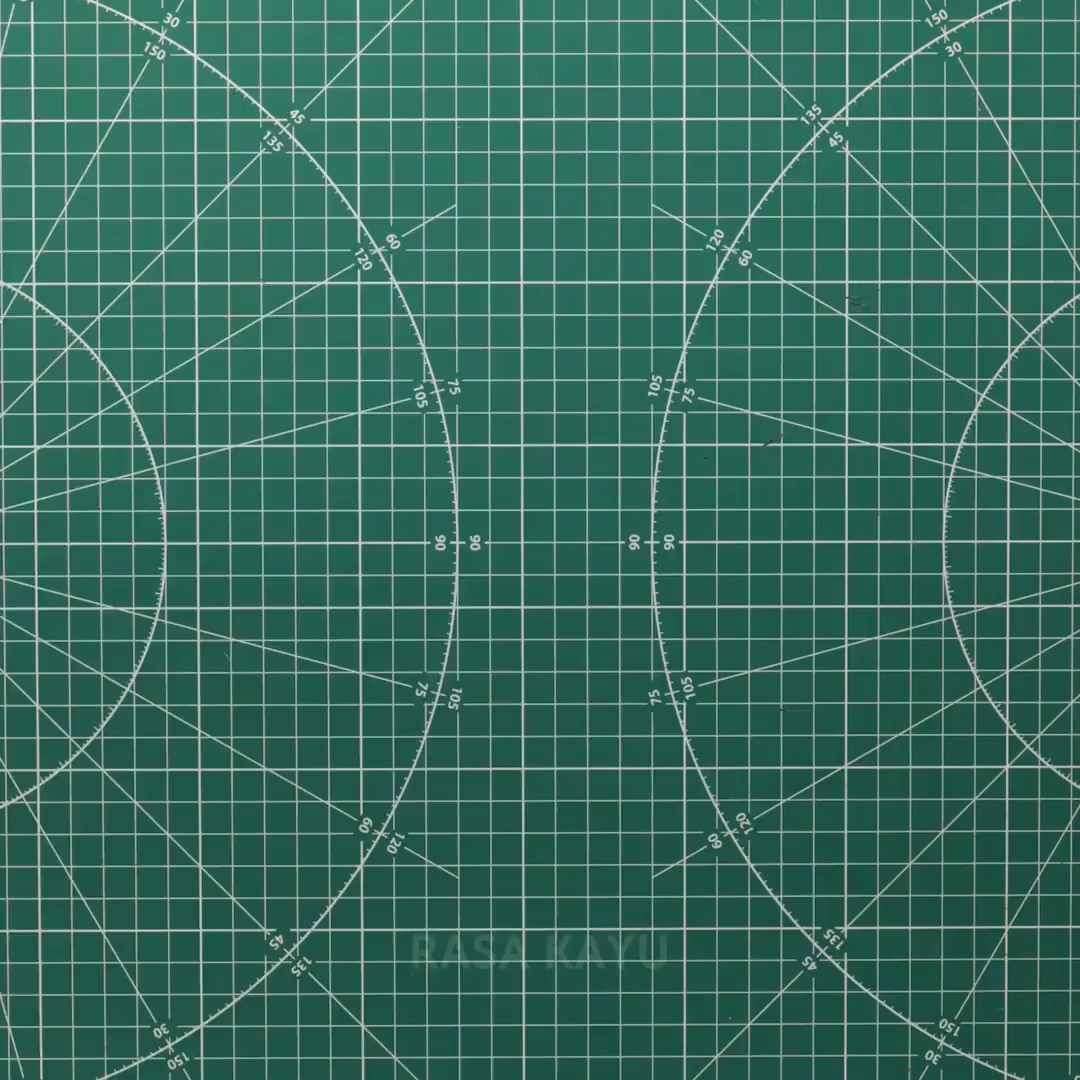 30 150
150 30
45 135
135 45
60 120
120 60
75 105
105 75
90 90 90 90
75 105 75 105
60 120 60 120
45 135 45 135
30 150 150 30
RASA KAYU